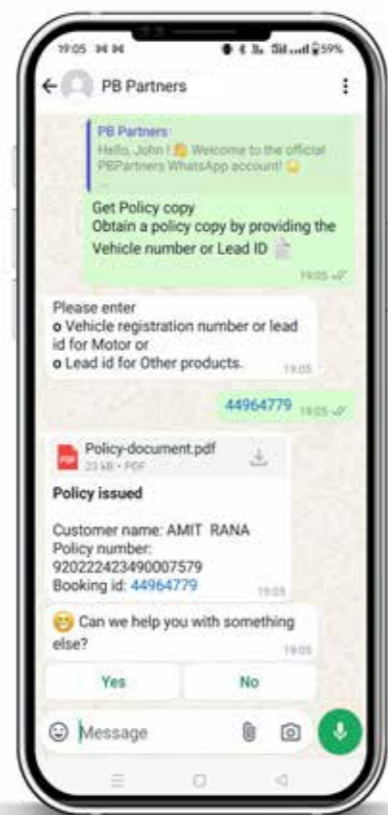 19:05
59%
PB Partners
PB Partners
Hello, John ! Welcome to the official
PBPartners WhatsApp account!
...
Get Policy copy
Obtain a policy copy by providing the
Vehicle number or Lead ID
19:05
Please enter
o Vehicle registration number or lead
id for Motor or
o Lead id for Other products.
19:05
44964779 19:05
Policy-document.pdf
23 kB • PDF
Policy issued
Customer name: AMIT RANA
Policy number:
920222423490007579
Booking id: 44964779
19:05
Can we help you with something
else?
19:05
Yes
No
Message